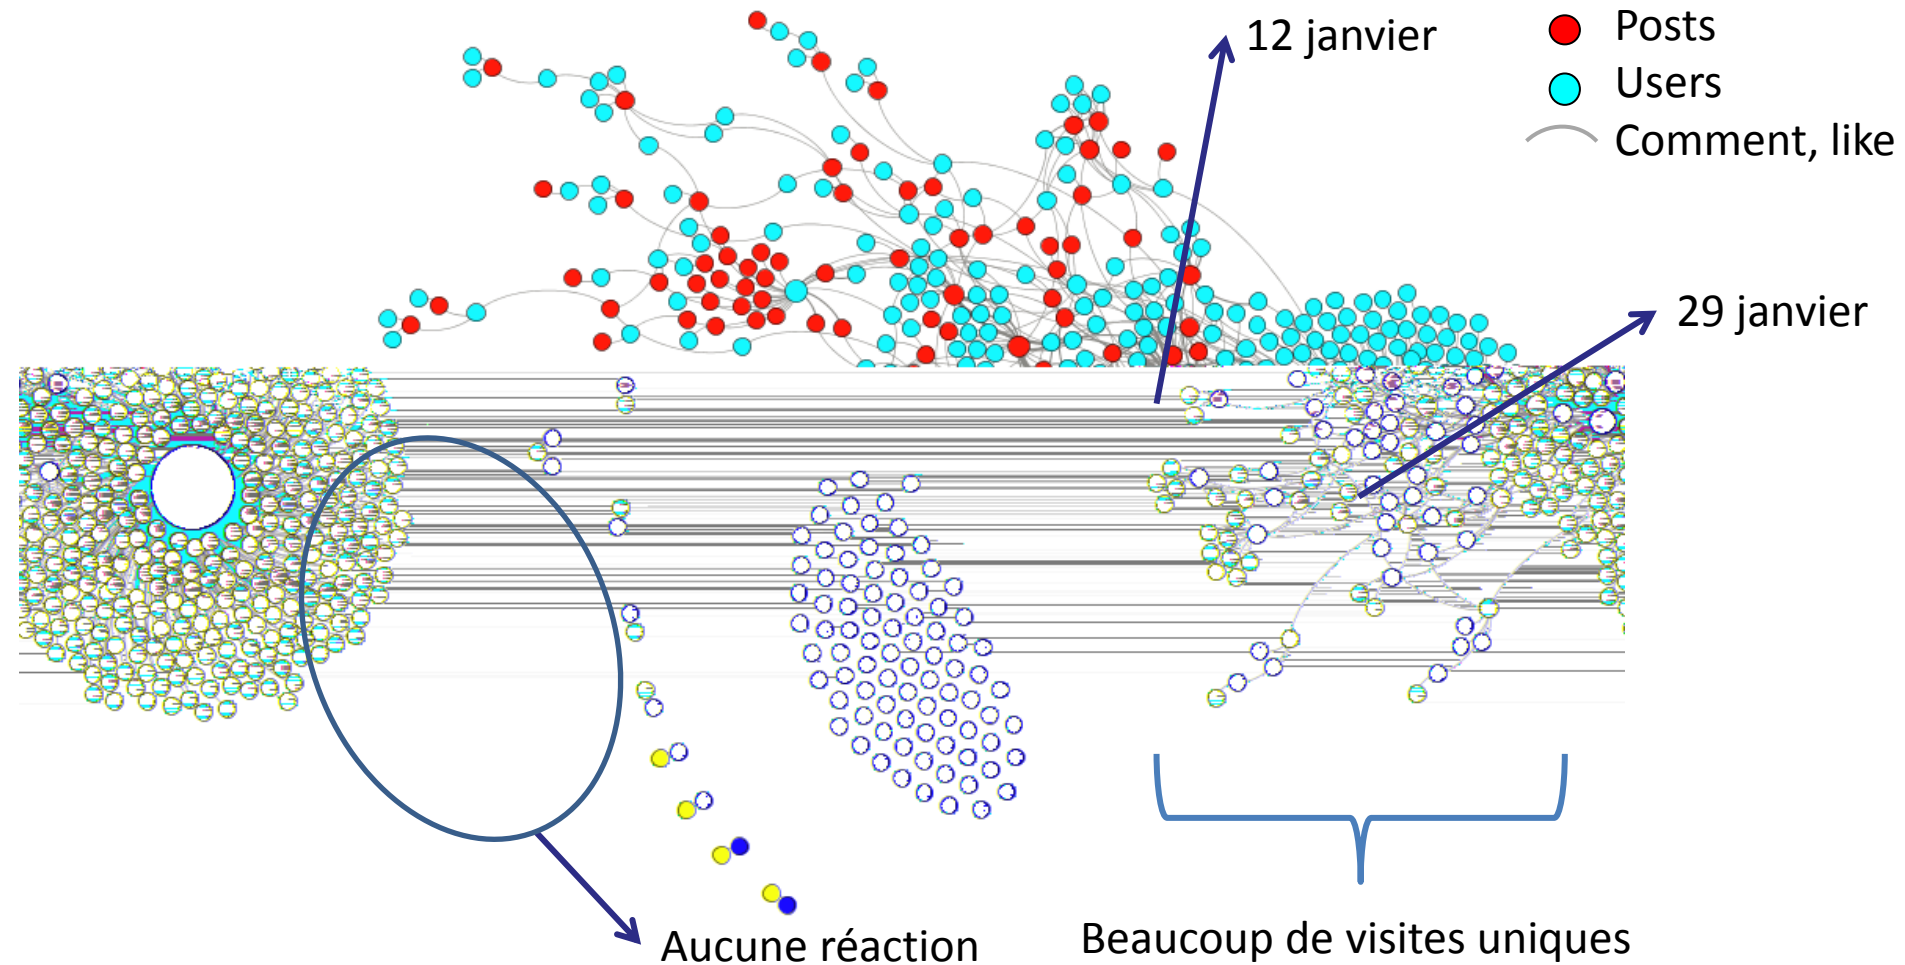 12 janvier
Posts
Users
Comment, like
29 janvier
Aucune réaction
Beaucoup de visites uniques